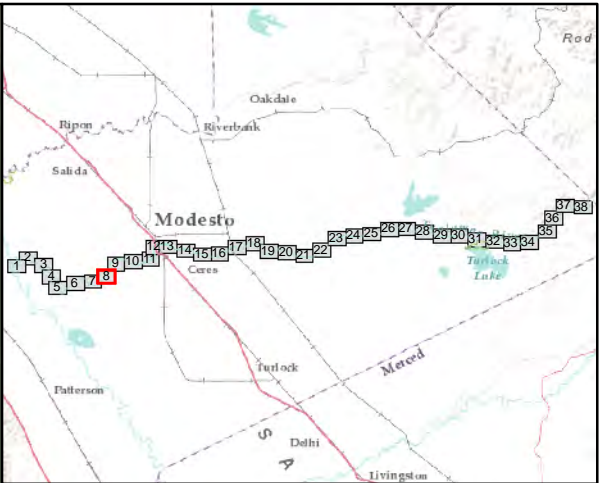 Rod
Oakdale
Ripon
Riverbank
Salida
Modesto
37 38
36
35
26 27 28 29 30 31 32 33 34
23 24 25
12 13 14 15 16 17 18 19 20 21 22
9 10 11
1 2 3 4 5 6 7 8
Ceres
Turlock
Lake
Turlock
Merced
Patterson
S A
Delhi
Livingston